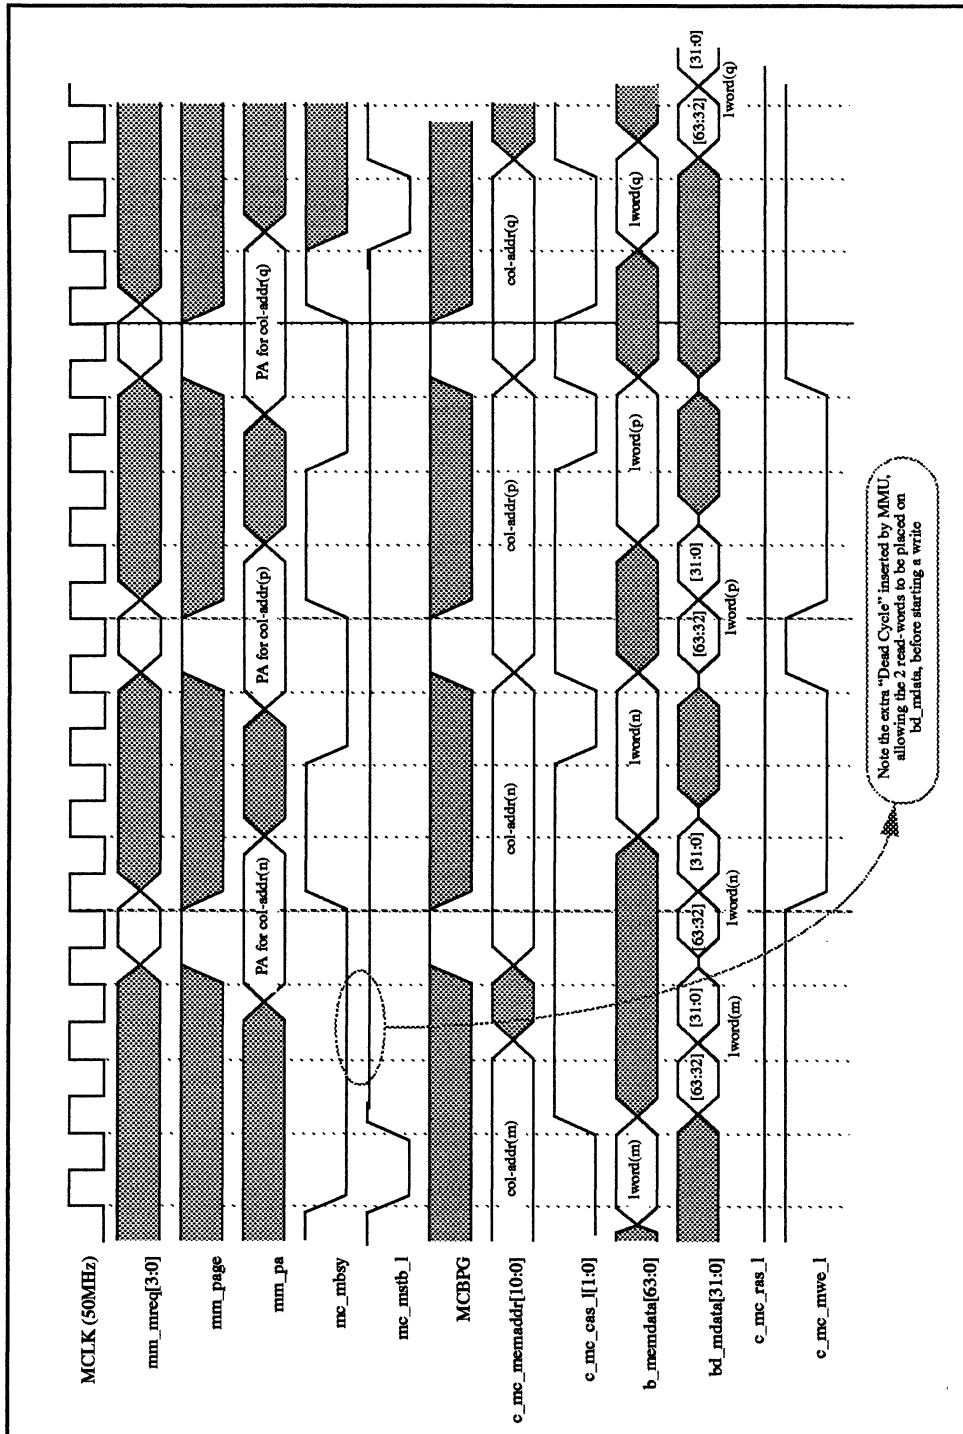 MCLK (50MHz)
mm_mreq[3:0]
mm_page
mm_pa
PA for col-addr(n)
PA for col-addr(p)
PA for col-addr(q)
mc_mbsy
mc_mstb_l
MCBPG
c_mc_memaddr[10:0]
col-addr(m)
col-addr(n)
col-addr(p)
col-addr(q)
c_mc_cas_l[1:0]
b_memdata[63:0]
lword(m)
lword(n)
lword(p)
lword(q)
bd_mdata[31:0]
[63:32]
[31:0]
[63:32]
[31:0]
[63:32]
[31:0]
[63:32]
[31:0]
lword(m)
lword(n)
lword(p)
lword(q)
c_mc_ras_l
c_mc_mwe_l
Note the extra "Dead Cycle" inserted by MMU,
allowing the 2 read-words to be placed on
bd_mdata, before starting a write